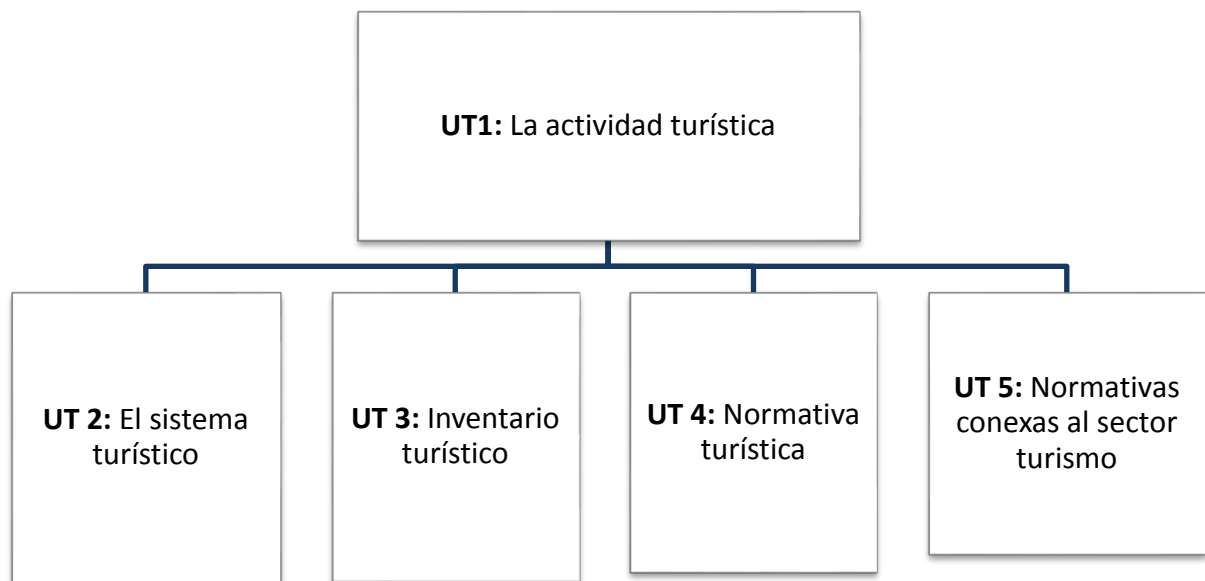 UT1: La actividad turística
UT 2: El sistema
turístico
UT 3: Inventario
turístico
UT 4: Normativa
turística
UT 5: Normativas
conexas al sector
turismo